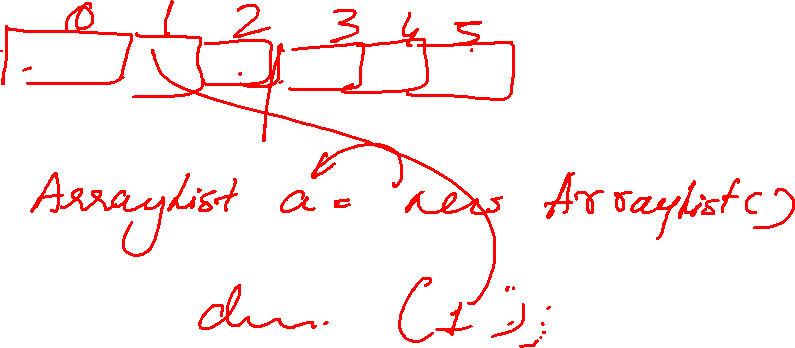 0 1 2 3 4 5
Arraylist a = new Arraylist()
(1);